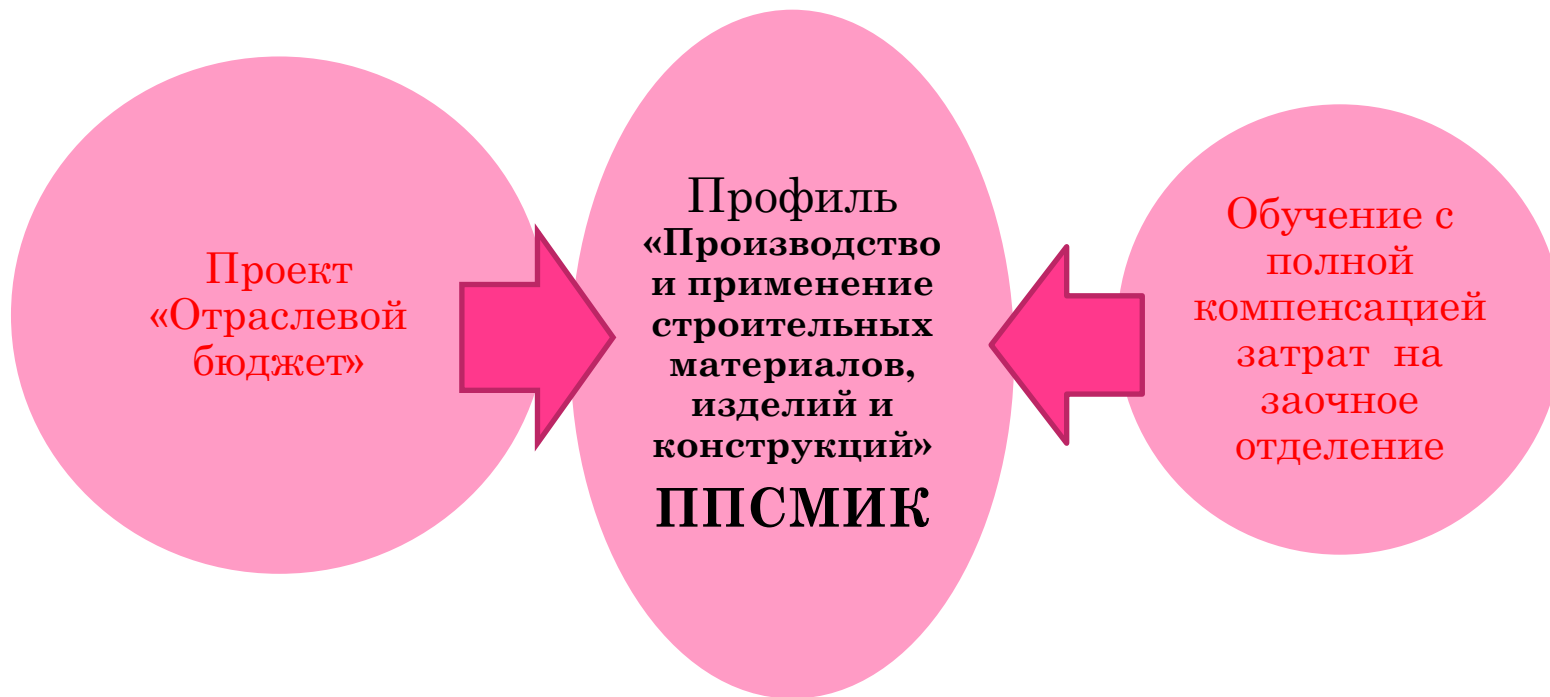 Проект
«Отраслевой
бюджет»
Профиль
«Производство
и применение
строительных
материалов,
изделий и
конструкций»
ППСМИК
Обучение с
полной
компенсацией
затрат на
заочное
отделение